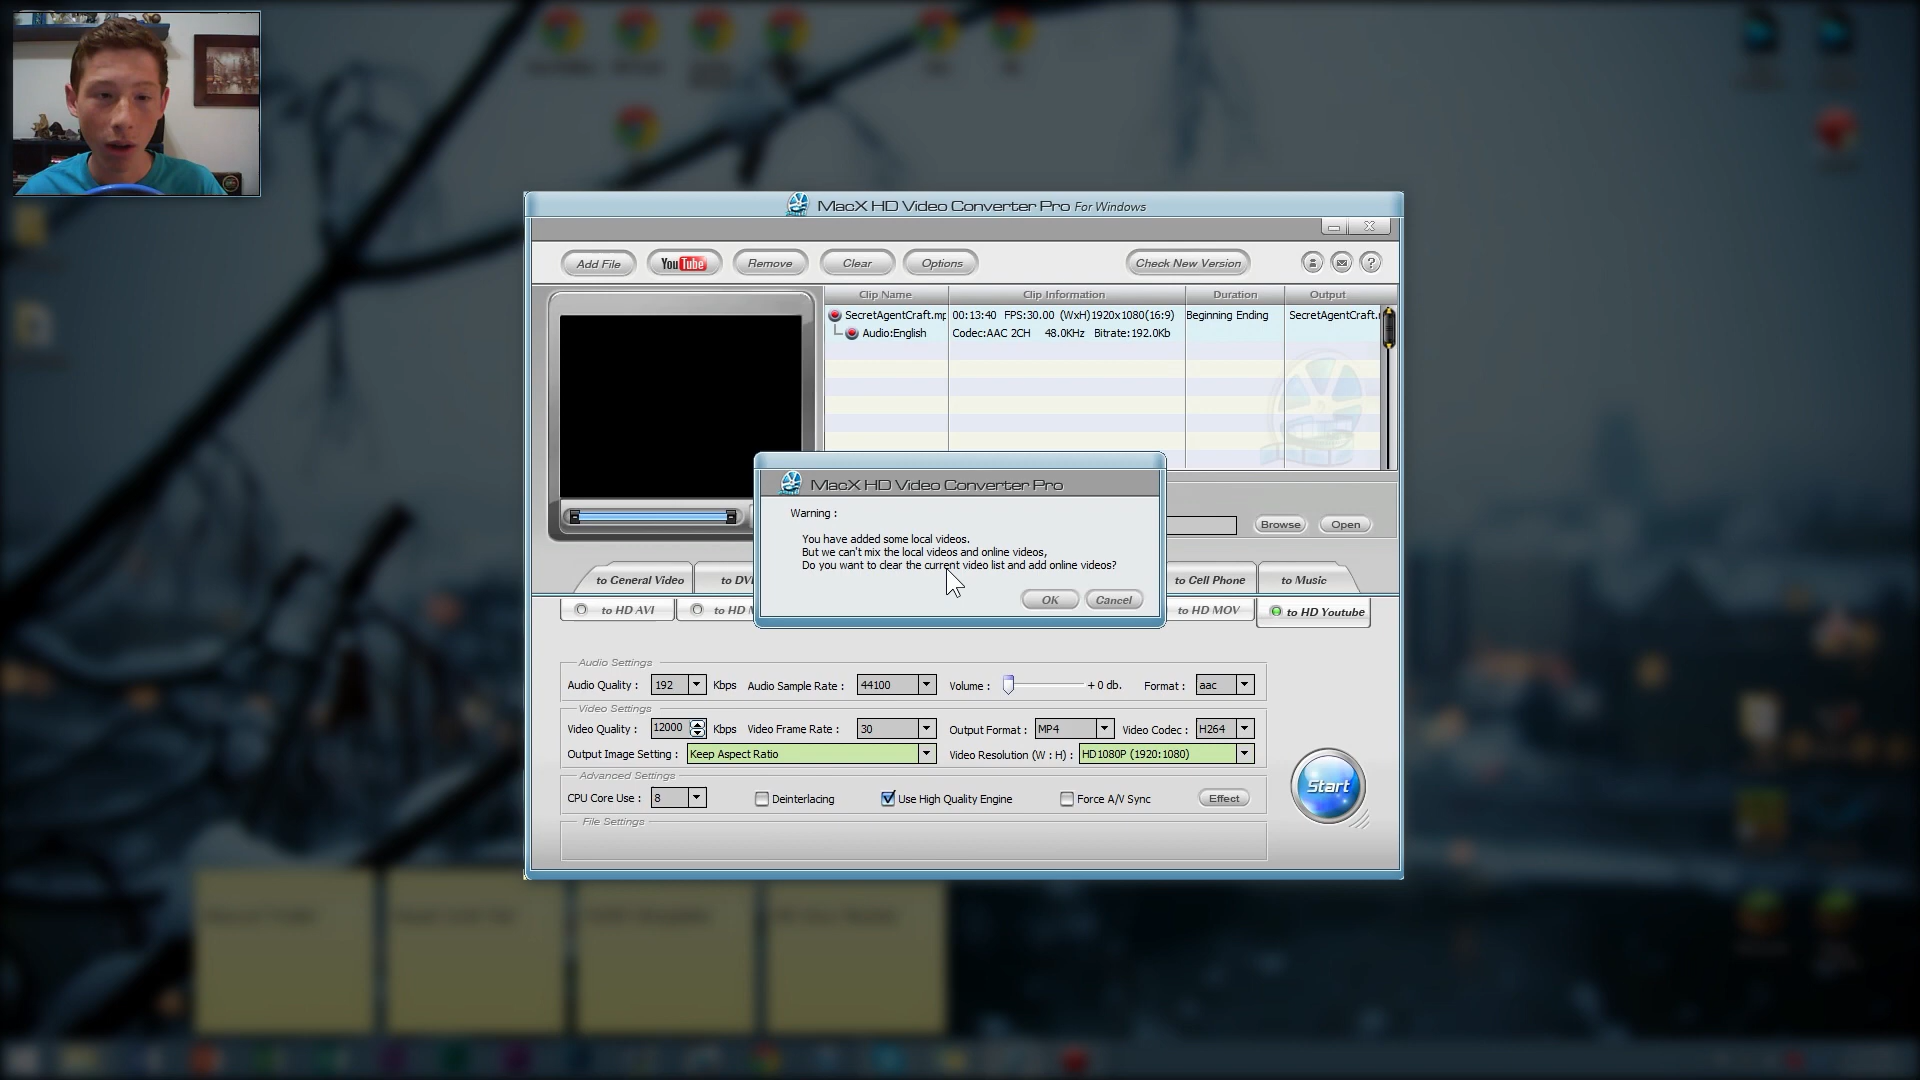 MacX HD Video Converter Pro For Windows
Add File
YouTube
Remove
Clear
Options
Check New Version
?
Clip Name
Clip Information
Duration
Output
SecretAgentCraft.mp
00:13:40 FPS:30.00 (WxH)1920x1080(16:9)
Beginning Ending
SecretAgentCraft.m
Audio:English
Codec:AAC 2CH 48.0KHz Bitrate:192.0Kb
MacX HD Video Converter Pro
Warning :
You have added some local videos.
But we can't mix the local videos and online videos,
Do you want to clear the current video list and add online videos?
OK
Cancel
Browse
Open
to General Video
to DV
to Cell Phone
to Music
to HD AVI
to HD M
to HD MOV
to HD Youtube
Audio Settings
Audio Quality : 192 Kbps Audio Sample Rate : 44100 Volume : + 0 db. Format : aac
Video Settings
Video Quality : 12000 Kbps Video Frame Rate : 30 Output Format : MP4 Video Codec : H264
Output Image Setting : Keep Aspect Ratio Video Resolution (W : H) : HD1080P (1920:1080)
Advanced Settings
CPU Core Use : 8 Deinterlacing Use High Quality Engine Force A/V Sync Effect
File Settings
Start